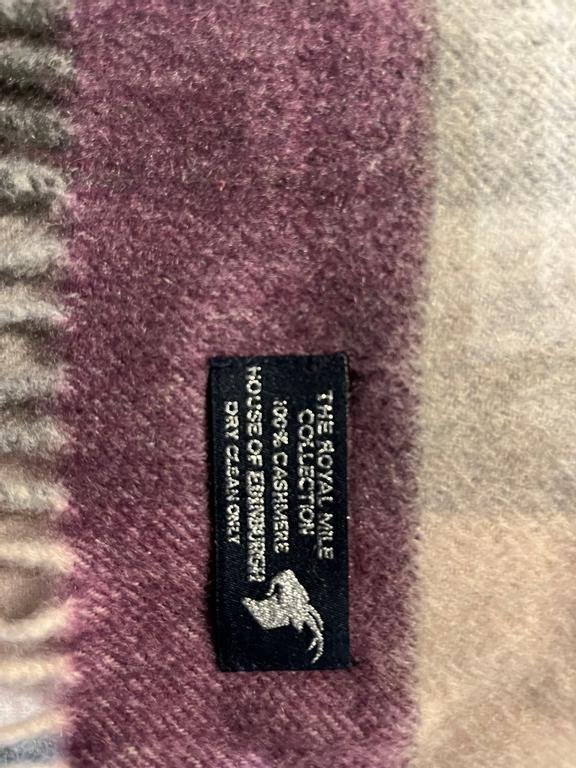 THE ROYAL MILE
COLLECTION
100% CASHMERE
HOUSE OF EDINBURGH
DRY CLEAN ONLY